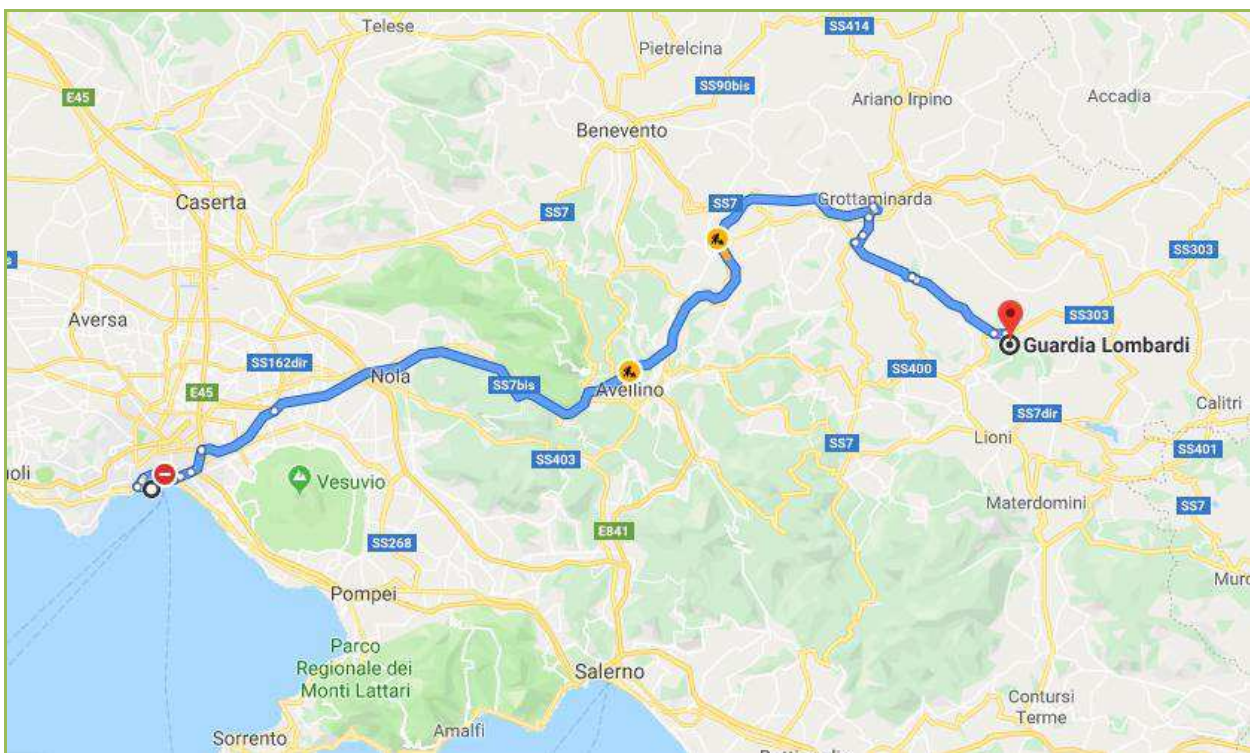 Telese
SS414
Pietrelcina
SS90bis
E45
Ariano Irpino
Accadia
Benevento
Caserta
SS7
SS7
Grottaminarda
SS303
Aversa
SS303
Guardia Lombardi
SS162dir
Nola
SS7bis
Avellino
SS400
E45
SS7dir
Calitri
Lioni
SS7
SS401
SS403
oli
Vesuvio
Materdomini
SS7
E841
SS268
Pompei
Parco
Regionale dei
Monti Lattari
Salerno
Contursi
Terme
Sorrento
Amalfi